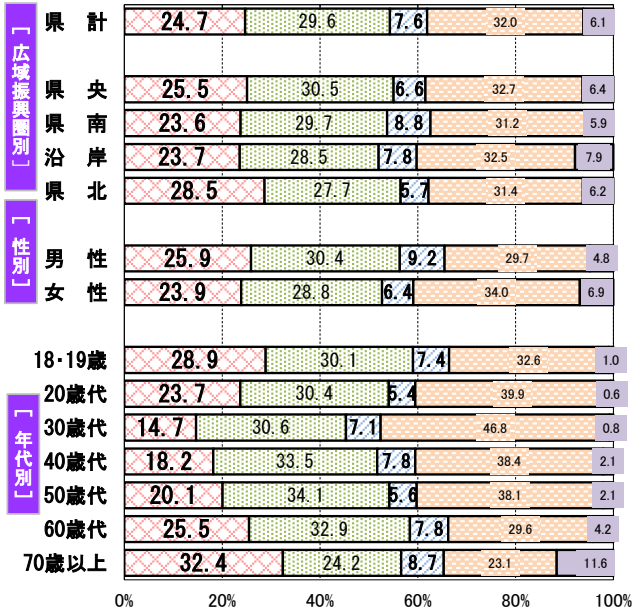 県 計 24.7 29.6 7.6 32.0 6.1
[広域振興圏別]
県 央 25.5 30.5 6.6 32.7 6.4
県 南 23.6 29.7 8.8 31.2 5.9
沿 岸 23.7 28.5 7.8 32.5 7.9
県 北 28.5 27.7 5.7 31.4 6.2
[性別]
男 性 25.9 30.4 9.2 29.7 4.8
女 性 23.9 28.8 6.4 34.0 6.9
18・19歳 28.9 30.1 7.4 32.6 1.0
[年代別]
20歳代 23.7 30.4 5.4 39.9 0.6
30歳代 14.7 30.6 7.1 46.8 0.8
40歳代 18.2 33.5 7.8 38.4 2.1
50歳代 20.1 34.1 5.6 38.1 2.1
60歳代 25.5 32.9 7.8 29.6 4.2
70歳以上 32.4 24.2 8.7 23.1 11.6
0% 20% 40% 60% 80% 100%